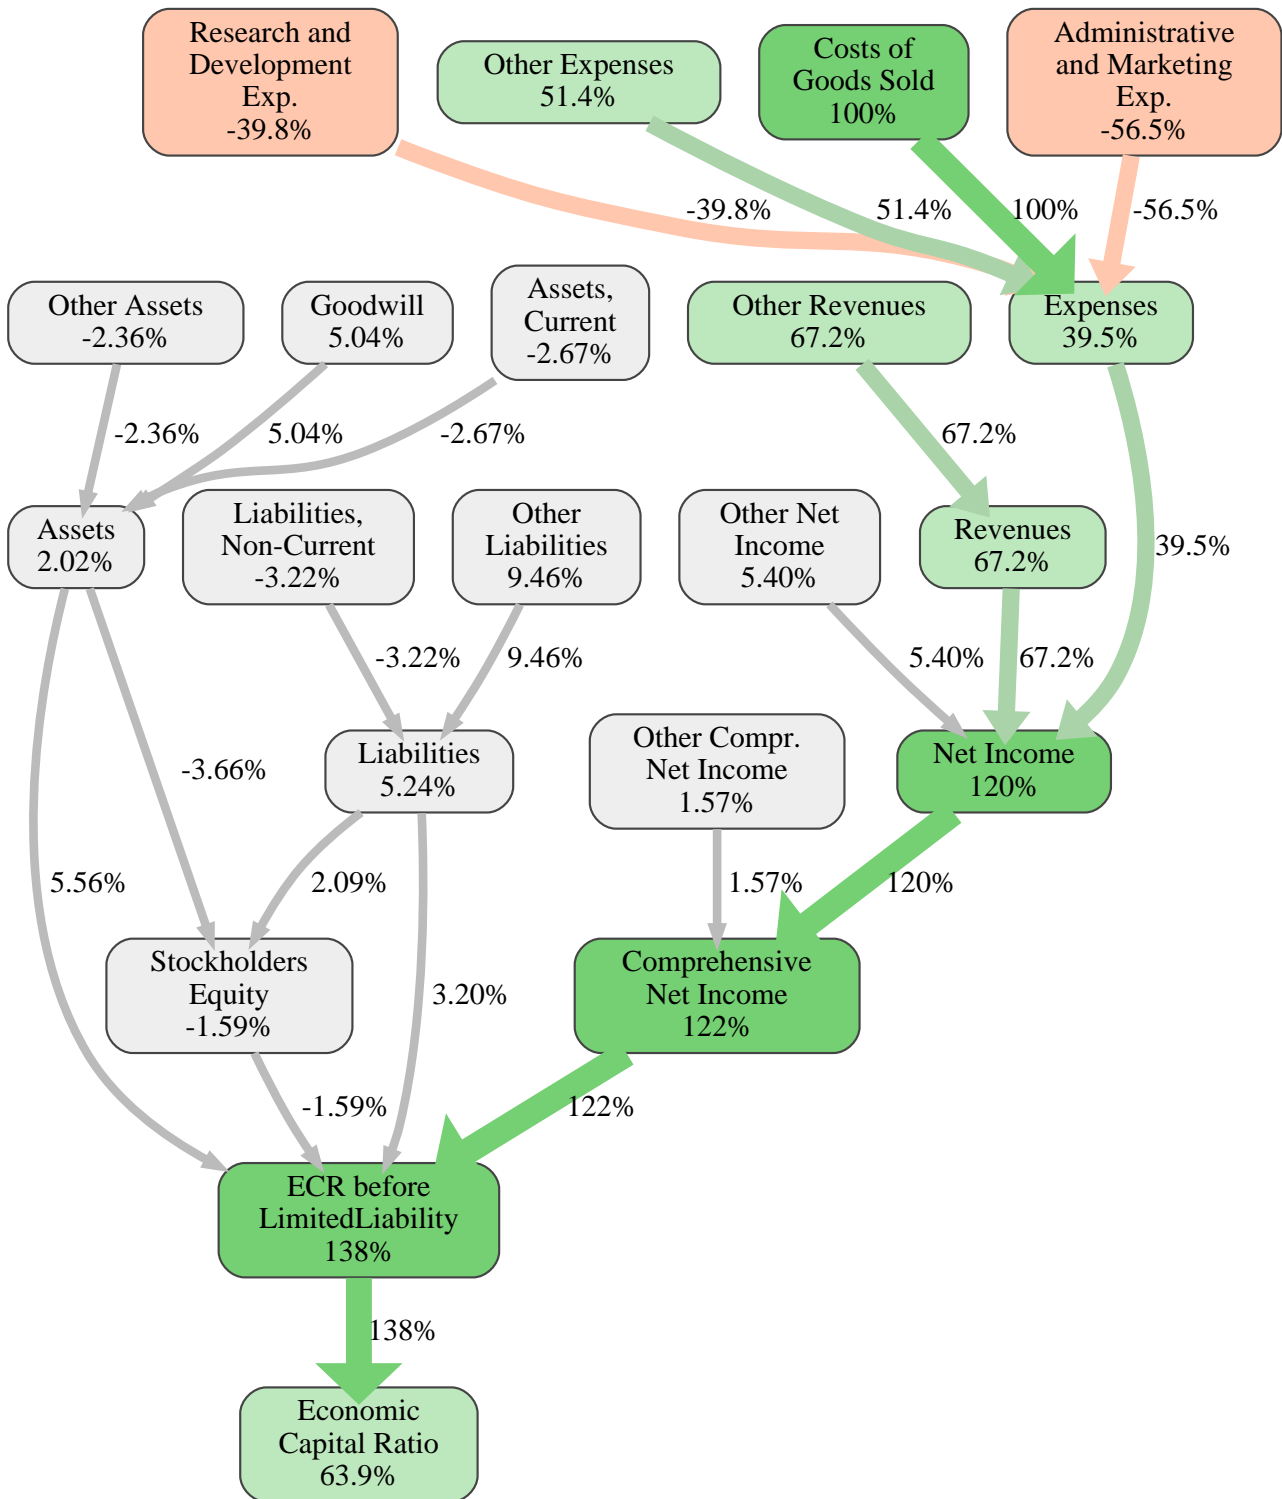 Research and
Development
Exp.
-39.8%
Other Expenses
51.4%
Costs of
Goods Sold
100%
Administrative
and Marketing
Exp.
-56.5%
-39.8%
51.4%
100%
-56.5%
Other Assets
-2.36%
Goodwill
5.04%
Assets,
Current
-2.67%
Other Revenues
67.2%
Expenses
39.5%
-2.36%
5.04%
-2.67%
67.2%
Assets
2.02%
Liabilities,
Non-Current
-3.22%
Other
Liabilities
9.46%
Other Net
Income
5.40%
Revenues
67.2%
39.5%
-3.22%
9.46%
5.40%
67.2%
-3.66%
Liabilities
5.24%
Other Compr.
Net Income
1.57%
Net Income
120%
5.56%
2.09%
1.57%
120%
Stockholders
Equity
-1.59%
3.20%
Comprehensive
Net Income
122%
-1.59%
122%
ECR before
LimitedLiability
138%
138%
Economic
Capital Ratio
63.9%